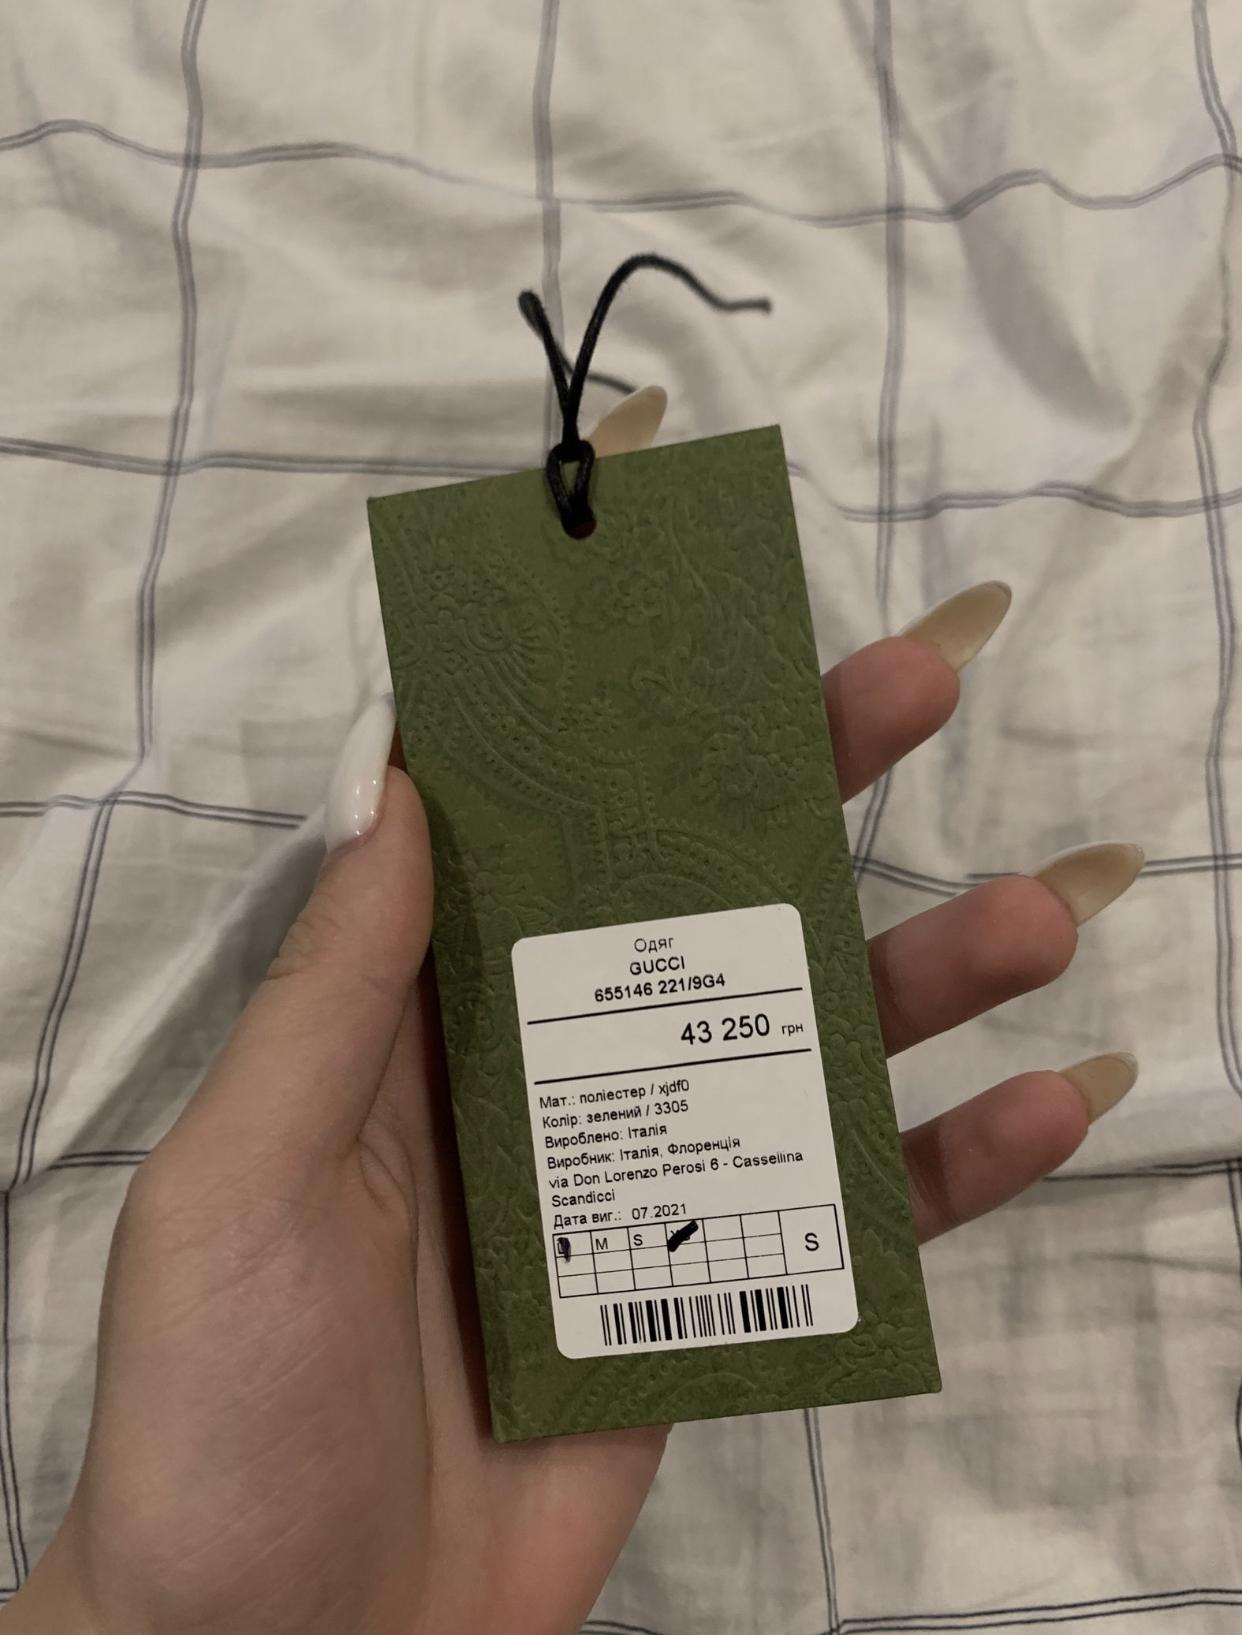 Одяг
GUCCI
655146 221/9G4
43 250 грн
Мат.: поліестер / xjdf0
Колір: зелений / 3305
Вироблено: Італія
Виробник: Італія, Флоренція
via Don Lorenzo Perosi 6 - Casselina
Scandicci
Дата виг.: 07.2021
M S S